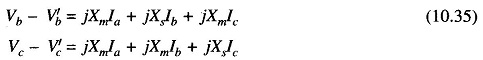 V_b − V′_b = jX_m I_a + jX_s I_b + jX_m I_c (10.35)
V_c − V′_c = jX_m I_a + jX_m I_b + jX_s I_c